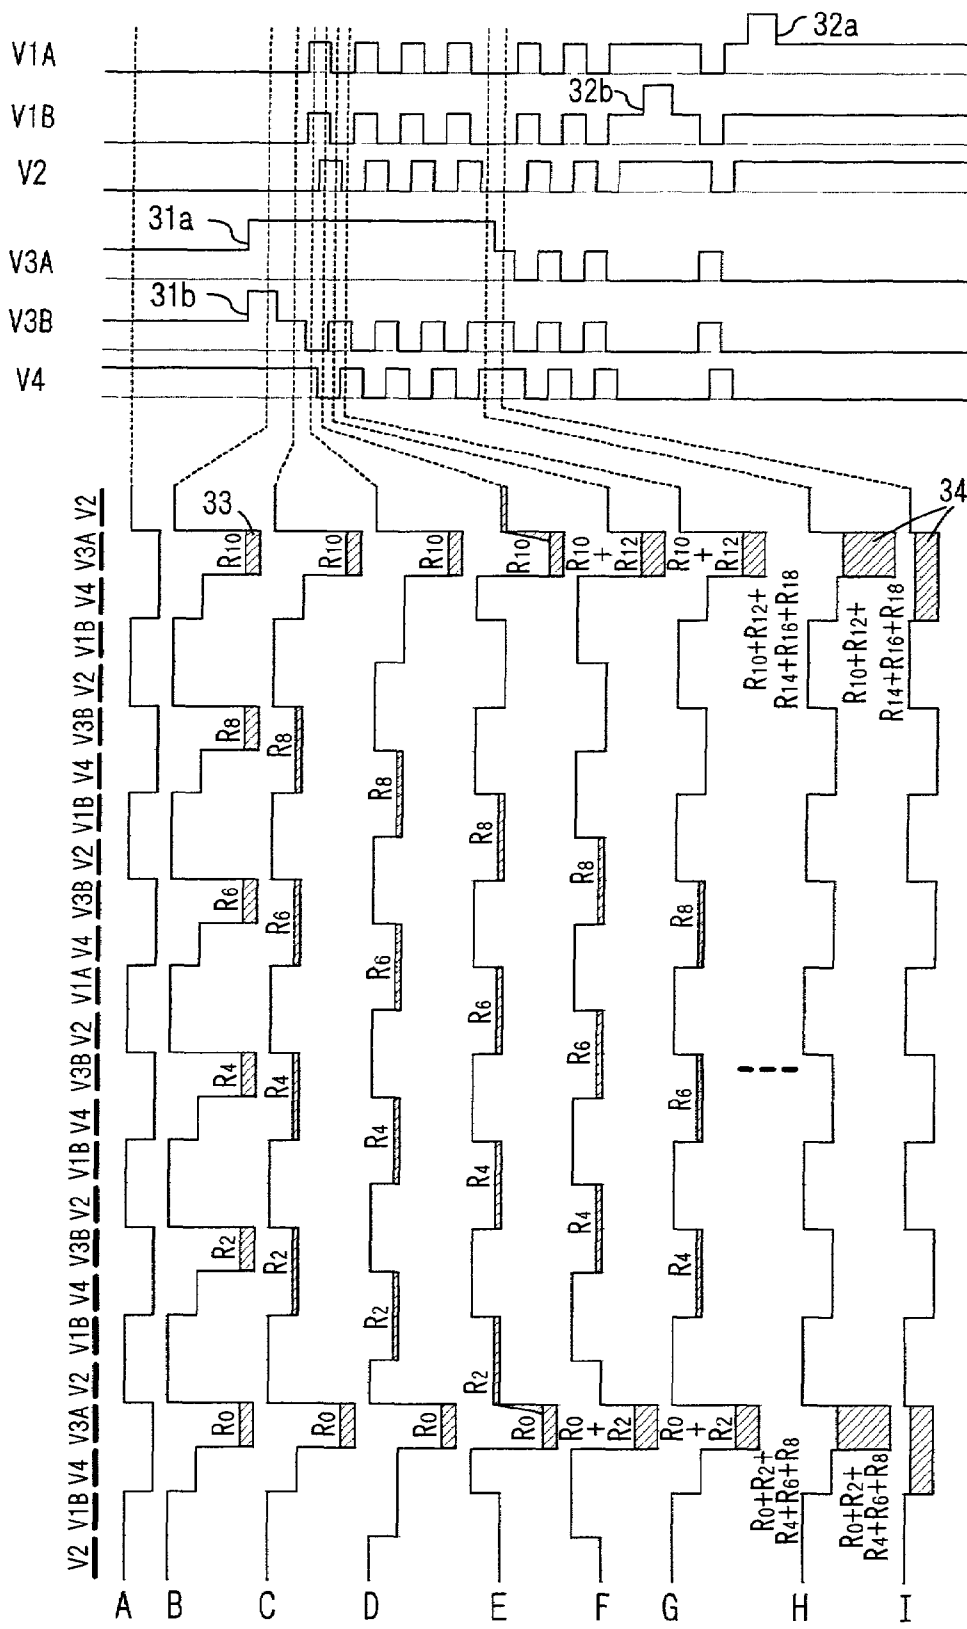 32a
V1A
32b
V1B
V2
31a
V3A
31b
V3B
V4
V2 V1B V4 V3A V2 V1B V4 V3B V2 V1B V4 V3B V2 V1A V4 V3B V2 V1B V4 V3B V2 V1B V4 V3A V2
A
B R0 R2 R4 R6 R8 R10 33
C R0 R2 R4 R6 R8 R10
D R0 R2 R4 R6 R8 R10
E R0 R2 R4 R6 R8 R10
F
R0
+
R2
R4 R6 R8
R10
+
R12
G
R0
+
R2
R4 R6 R8
R10
+
R12
H
R0+R2+
R4+R6+R8
R10+R12+
R14+R16+R18
I
R0+R2+
R4+R6+R8
R10+R12+
R14+R16+R18
34